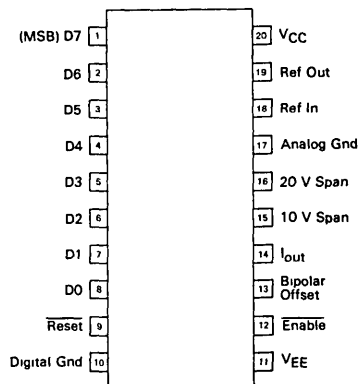 (MSB) D7 1
D6 2
D5 3
D4 4
D3 5
D2 6
D1 7
D0 8
Reset 9
Digital Gnd 10
20 VCC
19 Ref Out
18 Ref In
17 Analog Gnd
16 20 V Span
15 10 V Span
14 Iout
13 Bipolar
Offset
12 Enable
11 VEE